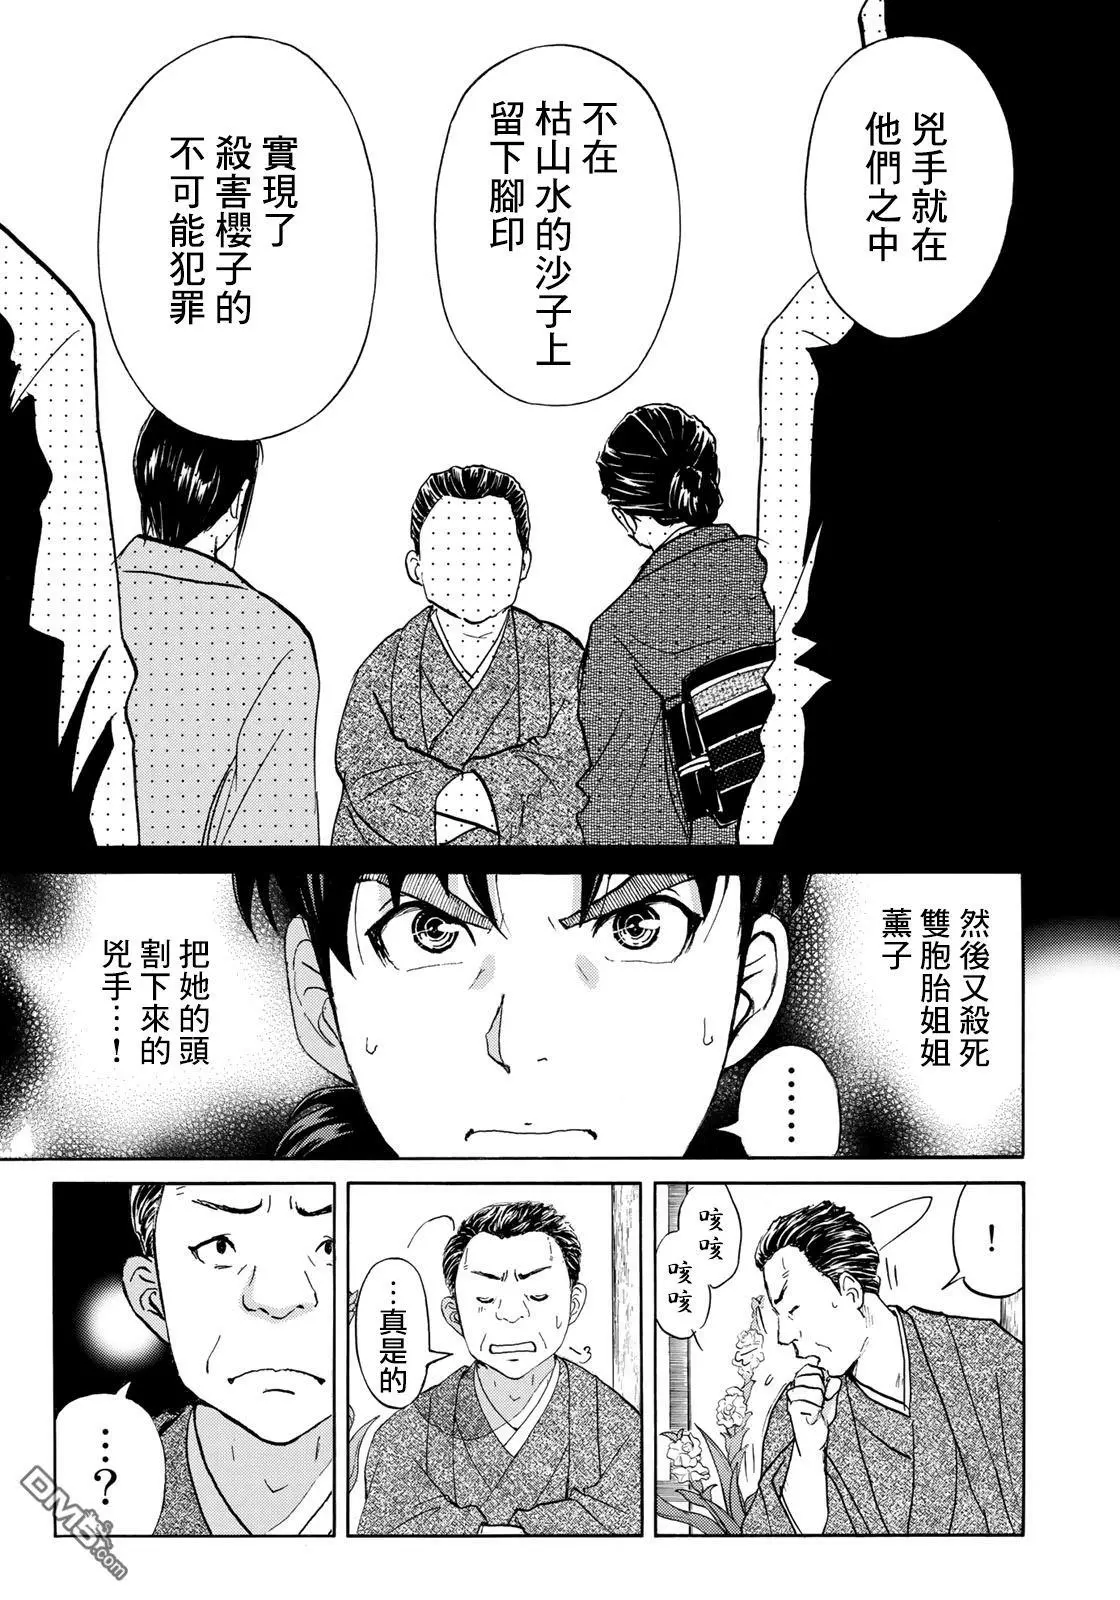 兇手就在
他們之中
不在
枯山水的沙子上
留下腳印
實現了
殺害櫻子的
不可能犯罪
然後又殺死
雙胞胎姐姐
薰子
……
把她的頭
割下來的
兇手…！
！
咳咳
咳咳
…真是的
…？
DM5.com